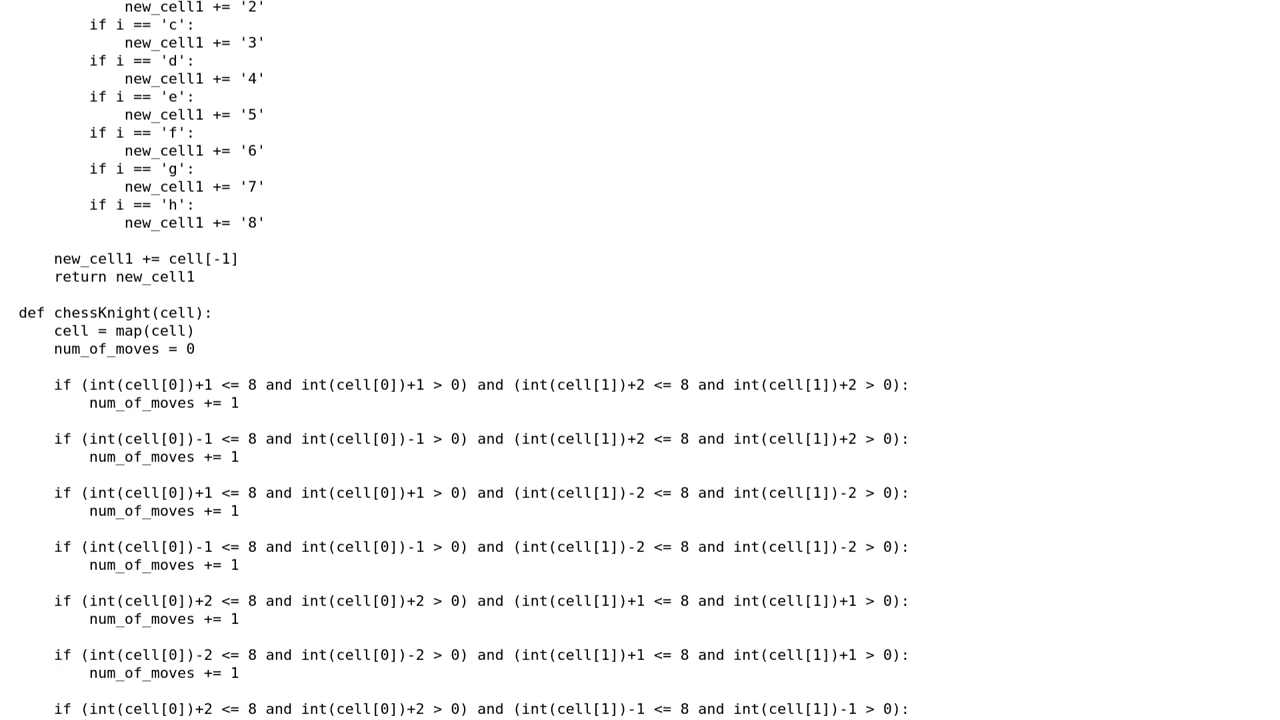 new_cell1 += '2'
        if i == 'c':
            new_cell1 += '3'
        if i == 'd':
            new_cell1 += '4'
        if i == 'e':
            new_cell1 += '5'
        if i == 'f':
            new_cell1 += '6'
        if i == 'g':
            new_cell1 += '7'
        if i == 'h':
            new_cell1 += '8'

    new_cell1 += cell[-1]
    return new_cell1

def chessKnight(cell):
    cell = map(cell)
    num_of_moves = 0

    if (int(cell[0])+1 <= 8 and int(cell[0])+1 > 0) and (int(cell[1])+2 <= 8 and int(cell[1])+2 > 0):
        num_of_moves += 1

    if (int(cell[0])-1 <= 8 and int(cell[0])-1 > 0) and (int(cell[1])+2 <= 8 and int(cell[1])+2 > 0):
        num_of_moves += 1

    if (int(cell[0])+1 <= 8 and int(cell[0])+1 > 0) and (int(cell[1])-2 <= 8 and int(cell[1])-2 > 0):
        num_of_moves += 1

    if (int(cell[0])-1 <= 8 and int(cell[0])-1 > 0) and (int(cell[1])-2 <= 8 and int(cell[1])-2 > 0):
        num_of_moves += 1

    if (int(cell[0])+2 <= 8 and int(cell[0])+2 > 0) and (int(cell[1])+1 <= 8 and int(cell[1])+1 > 0):
        num_of_moves += 1

    if (int(cell[0])-2 <= 8 and int(cell[0])-2 > 0) and (int(cell[1])+1 <= 8 and int(cell[1])+1 > 0):
        num_of_moves += 1

    if (int(cell[0])+2 <= 8 and int(cell[0])+2 > 0) and (int(cell[1])-1 <= 8 and int(cell[1])-1 > 0):